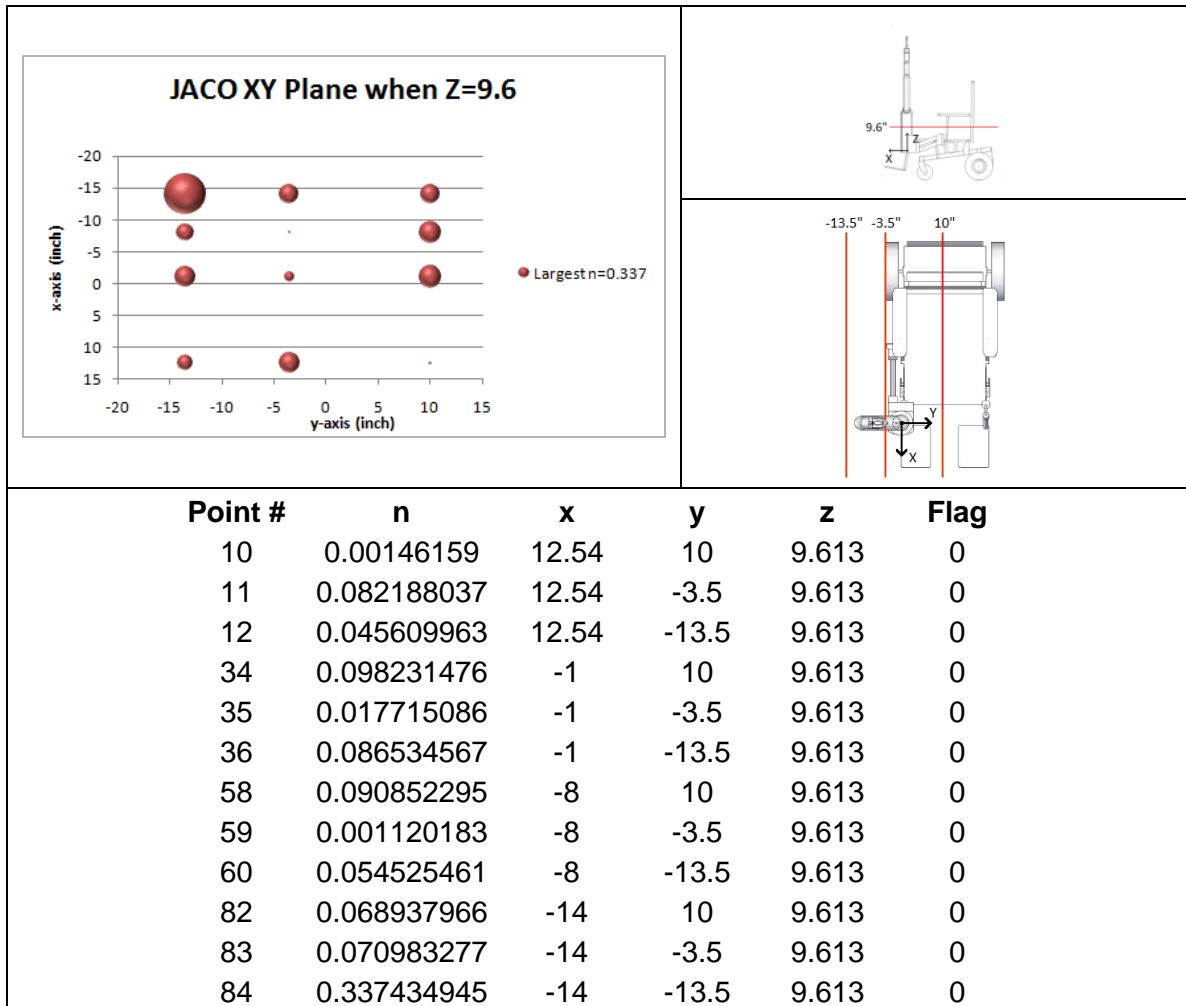 JACO XY Plane when Z=9.6
-20
-15
-10
-5
0
5
10
15
x-axis (inch)
-20 -15 -10 -5 0 5 10 15
y-axis (inch)
Largest n=0.337
9.6"
Z
X
-13.5" -3.5" 10"
Y
X
Point # n x y z Flag
10 0.00146159 12.54 10 9.613 0
11 0.082188037 12.54 -3.5 9.613 0
12 0.045609963 12.54 -13.5 9.613 0
34 0.098231476 -1 10 9.613 0
35 0.017715086 -1 -3.5 9.613 0
36 0.086534567 -1 -13.5 9.613 0
58 0.090852295 -8 10 9.613 0
59 0.001120183 -8 -3.5 9.613 0
60 0.054525461 -8 -13.5 9.613 0
82 0.068937966 -14 10 9.613 0
83 0.070983277 -14 -3.5 9.613 0
84 0.337434945 -14 -13.5 9.613 0